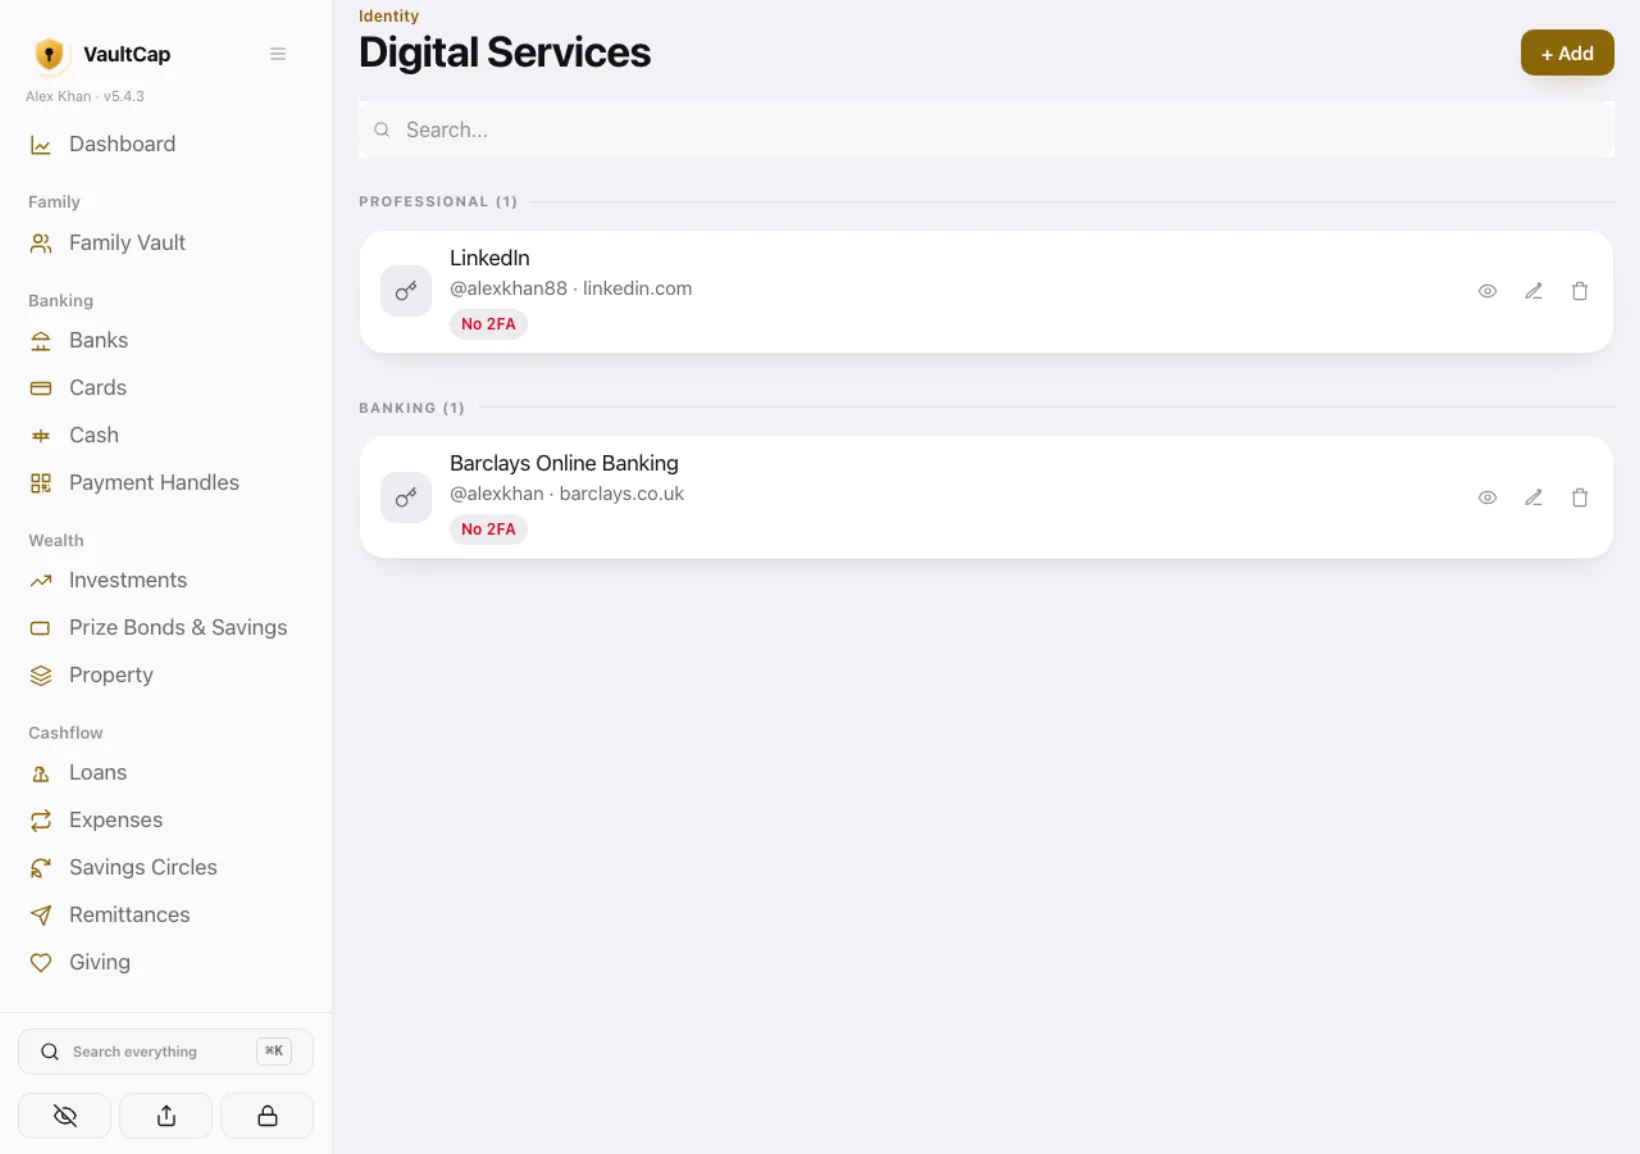 VaultCap
Alex Khan · v5.4.3
Dashboard
Family
Family Vault
Banking
Banks
Cards
Cash
Payment Handles
Wealth
Investments
Prize Bonds & Savings
Property
Cashflow
Loans
Expenses
Savings Circles
Remittances
Giving
Search everything
⌘K
Identity
Digital Services
+ Add
Search...
PROFESSIONAL (1)
LinkedIn
@alexkhan88 · linkedin.com
No 2FA
BANKING (1)
Barclays Online Banking
@alexkhan · barclays.co.uk
No 2FA